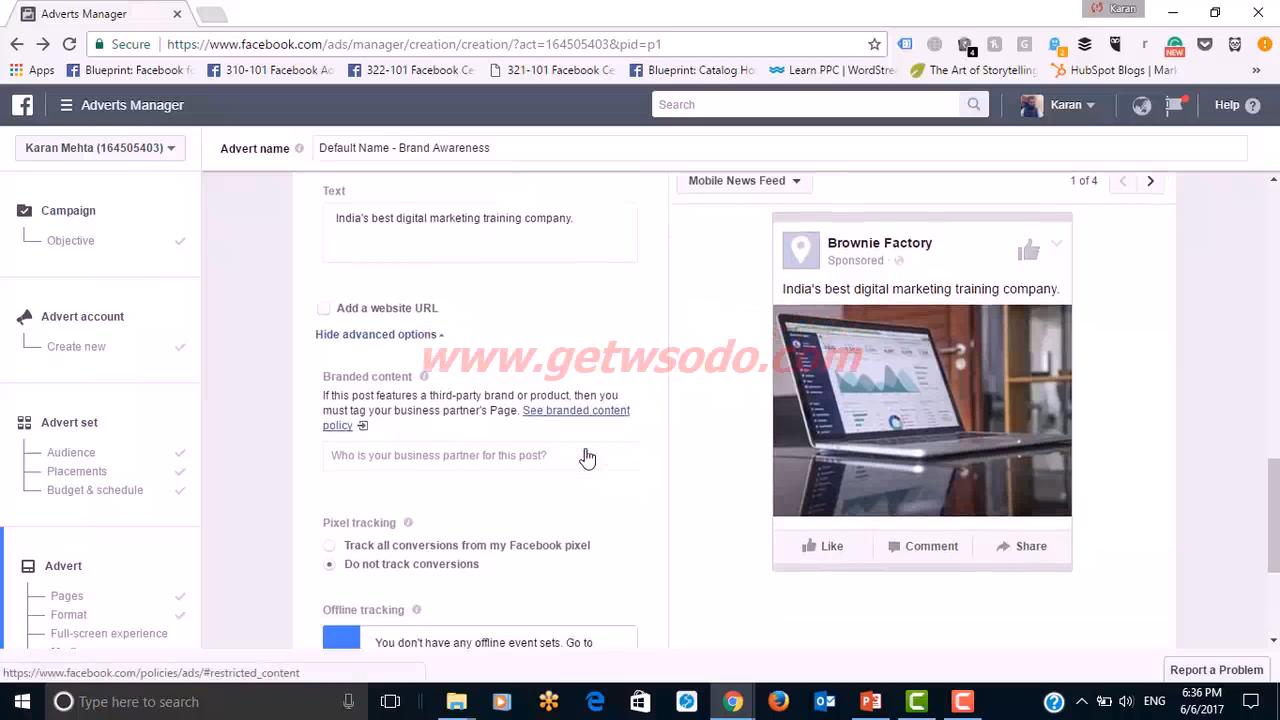 Adverts Manager
Karan
Secure https://www.facebook.com/ads/manager/creation/creation/?act=164505403&pid=p1
4
2
r
NEW
Apps Blueprint: Facebook fo 310-101 Facebook Ad 322-101 Facebook Ce 321-101 Facebook Cer Blueprint: Catalog Ho Learn PPC (WordStre The Art of Storytelling HubSpot Blogs | Mark »
Adverts Manager Search Karan Help
Karan Mehta (164505403) Advert name Default Name - Brand Awareness
Campaign
Objective
Advert account
Create new
Advert set
Audience
Placements
Budget & schedule
Advert
Pages
Format
Full-screen experience
Text
India's best digital marketing training company.
Add a website URL
Hide advanced options
Branded content
If this post features a third-party brand or product, then you
must tag your business partner's Page. See branded content
policy
Who is your business partner for this post?
Pixel tracking
Track all conversions from my Facebook pixel
Do not track conversions
Offline tracking
You don't have any offline event sets. Go to
Mobile News Feed 1 of 4
Brownie Factory
Sponsored ·
India's best digital marketing training company.
Like Comment Share
www.getwsodo.com
https://www.facebook.com/policies/ads/#restricted_content
Report a Problem
Type here to search
ENG
6:36 PM
6/6/2017